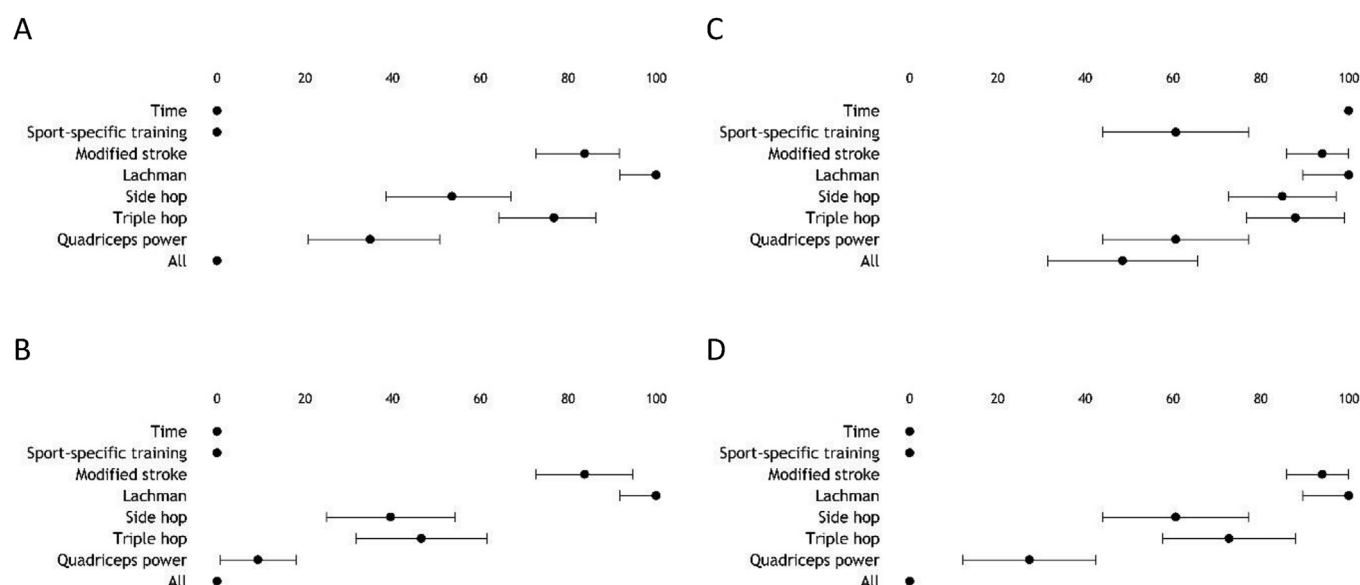 A
0 20 40 60 80 100
Time
Sport-specific training
Modified stroke
Lachman
Side hop
Triple hop
Quadriceps power
All
B
0 20 40 60 80 100
Time
Sport-specific training
Modified stroke
Lachman
Side hop
Triple hop
Quadriceps power
All
C
0 20 40 60 80 100
Time
Sport-specific training
Modified stroke
Lachman
Side hop
Triple hop
Quadriceps power
All
D
0 20 40 60 80 100
Time
Sport-specific training
Modified stroke
Lachman
Side hop
Triple hop
Quadriceps power
All